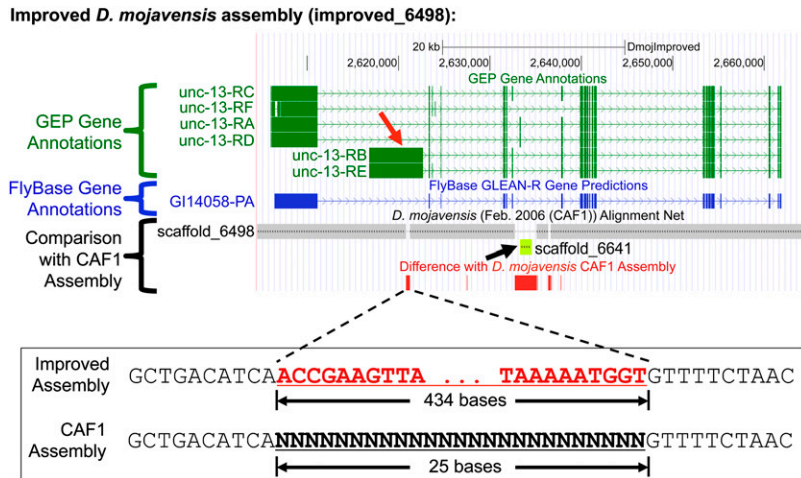 Improved D. mojavensis assembly (improved_6498):
20 kb DmojImproved
2,620,000 2,630,000 2,640,000 2,650,000 2,660,000
GEP Gene Annotations
GEP Gene Annotations
unc-13-RC
unc-13-RF
unc-13-RA
unc-13-RD
unc-13-RB
unc-13-RE
FlyBase Gene Annotations
FlyBase GLEAN-R Gene Predictions
GI14058-PA
D. mojavensis (Feb. 2006 (CAF1)) Alignment Net
Comparison with CAF1 Assembly
scaffold_6498
scaffold_6641
Difference with D. mojavensis CAF1 Assembly
Improved Assembly
GCTGACATCAACCGAAGTTA ... TAAAAATGGTGTTTTCTAAC
434 bases
CAF1 Assembly
GCTGACATCANNNNNNNNNNNNNNNNNNNNNNNNNGTTTTCTAAC
25 bases